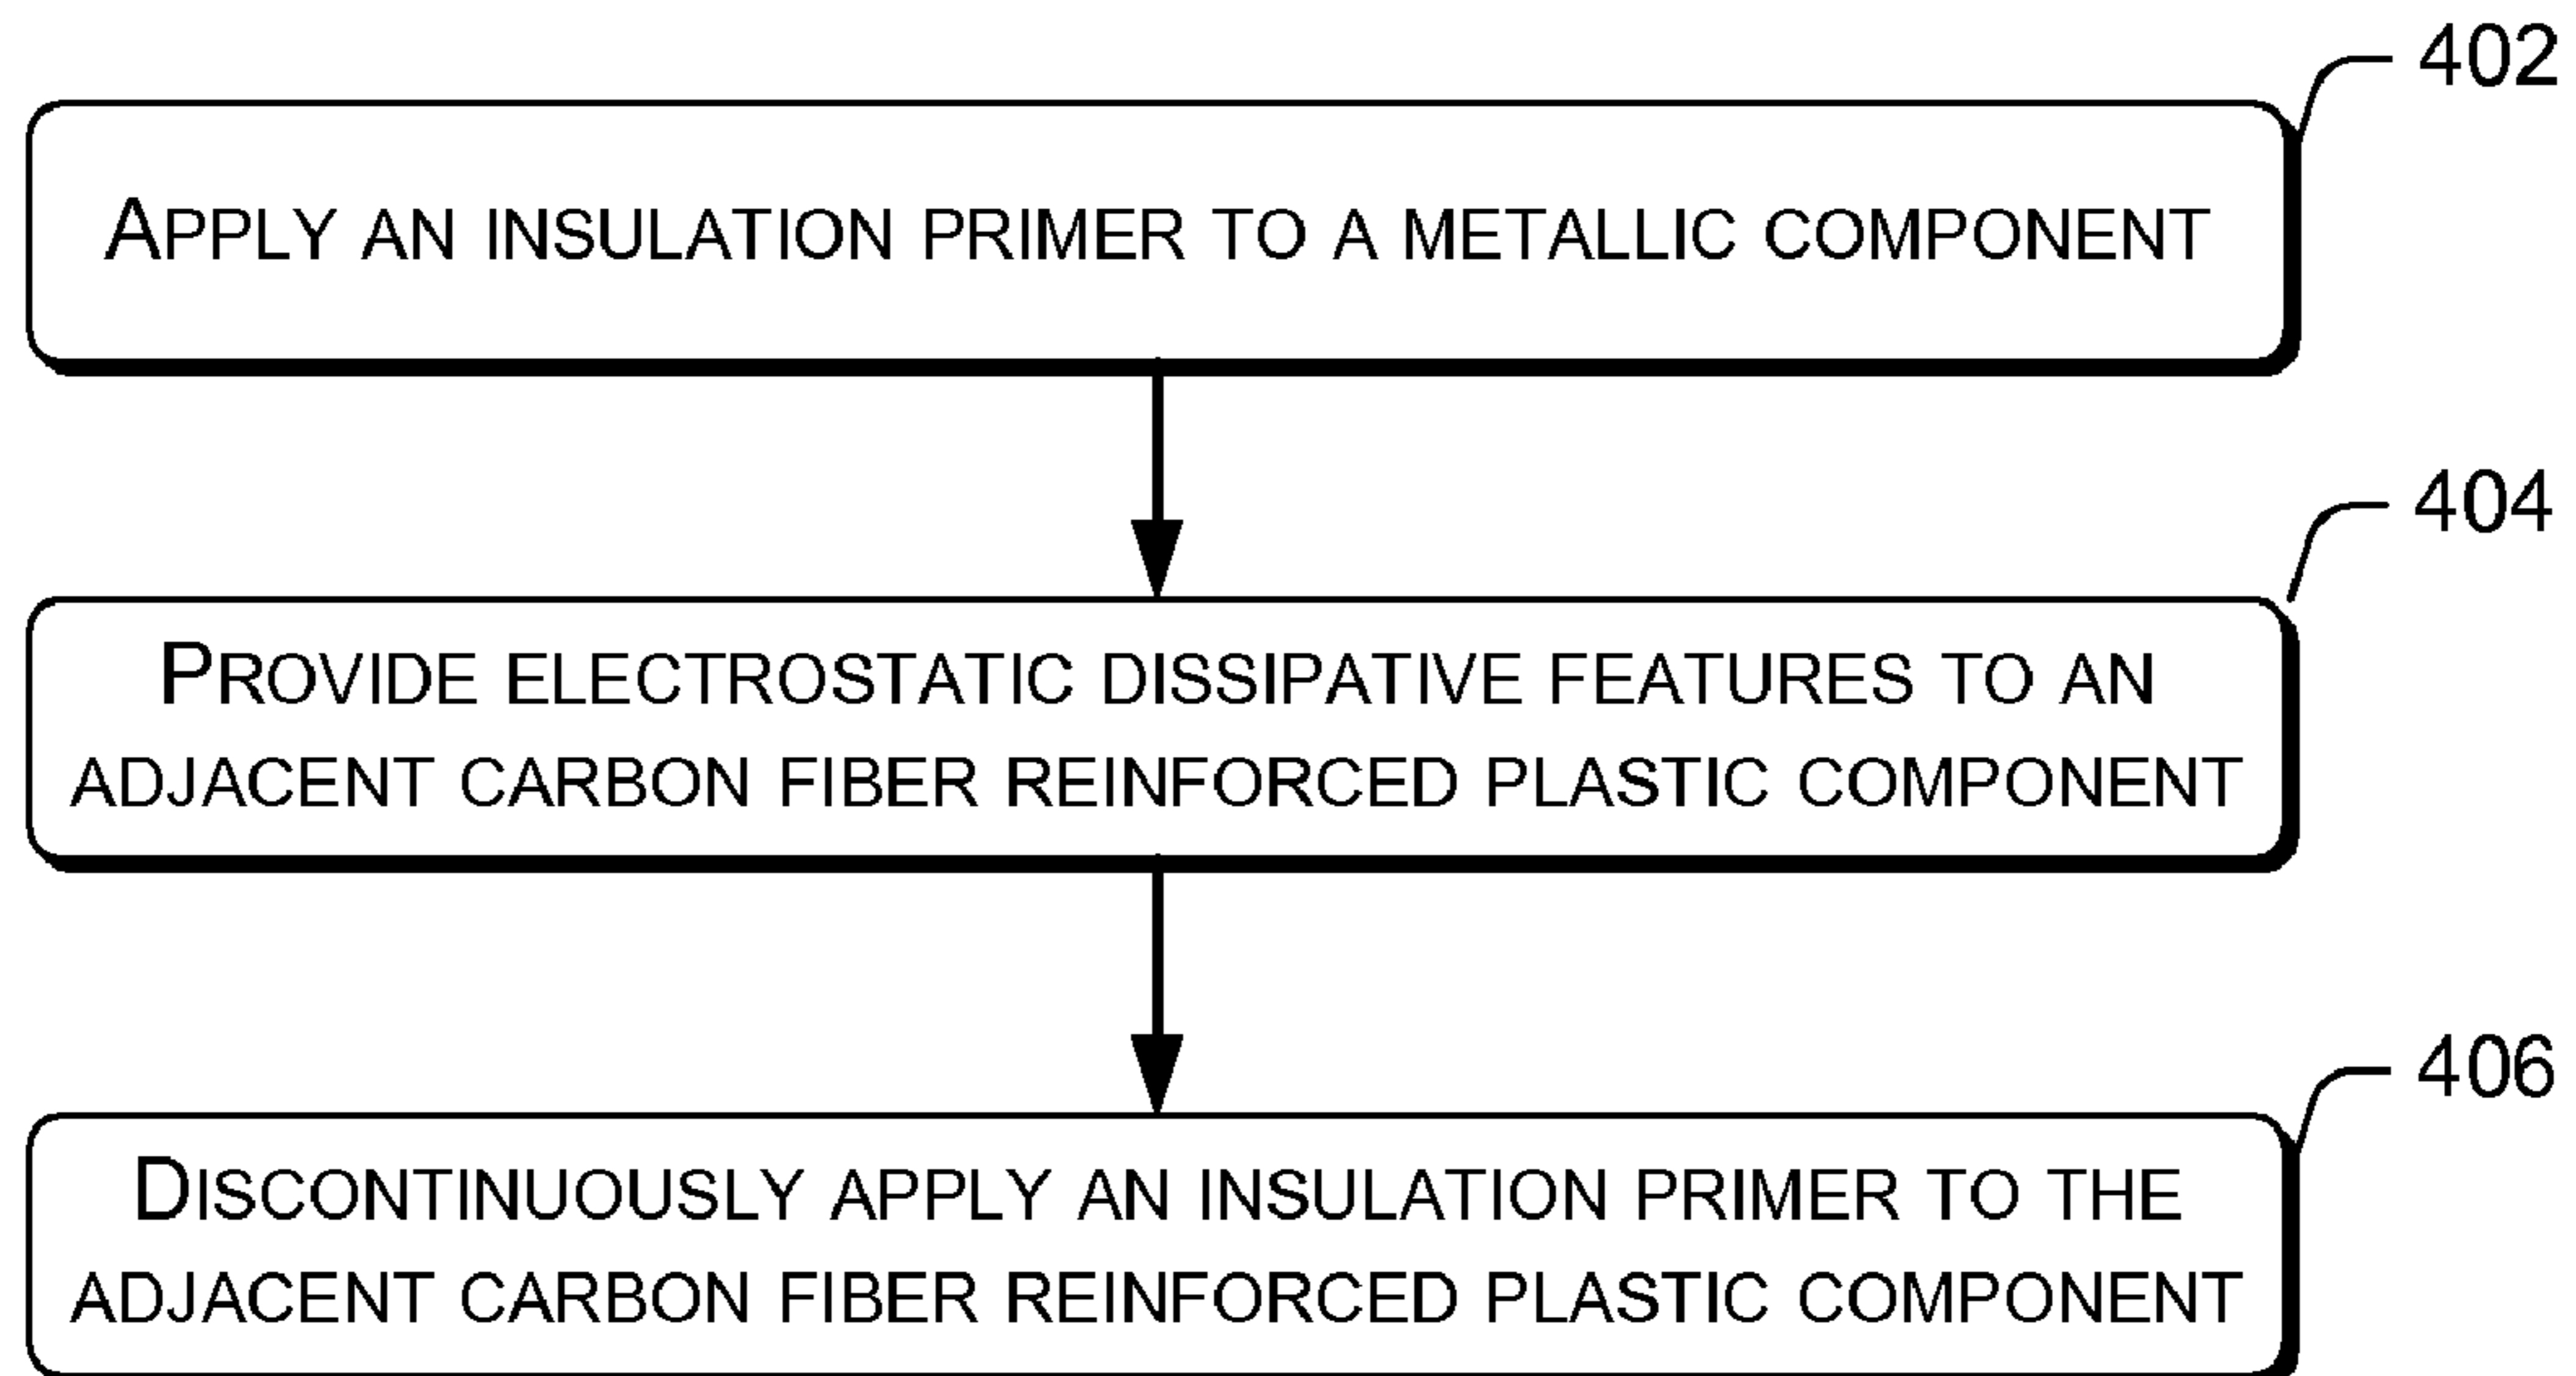 402
APPLY AN INSULATION PRIMER TO A METALLIC COMPONENT
404
PROVIDE ELECTROSTATIC DISSIPATIVE FEATURES TO AN
ADJACENT CARBON FIBER REINFORCED PLASTIC COMPONENT
406
DISCONTINUOUSLY APPLY AN INSULATION PRIMER TO THE
ADJACENT CARBON FIBER REINFORCED PLASTIC COMPONENT